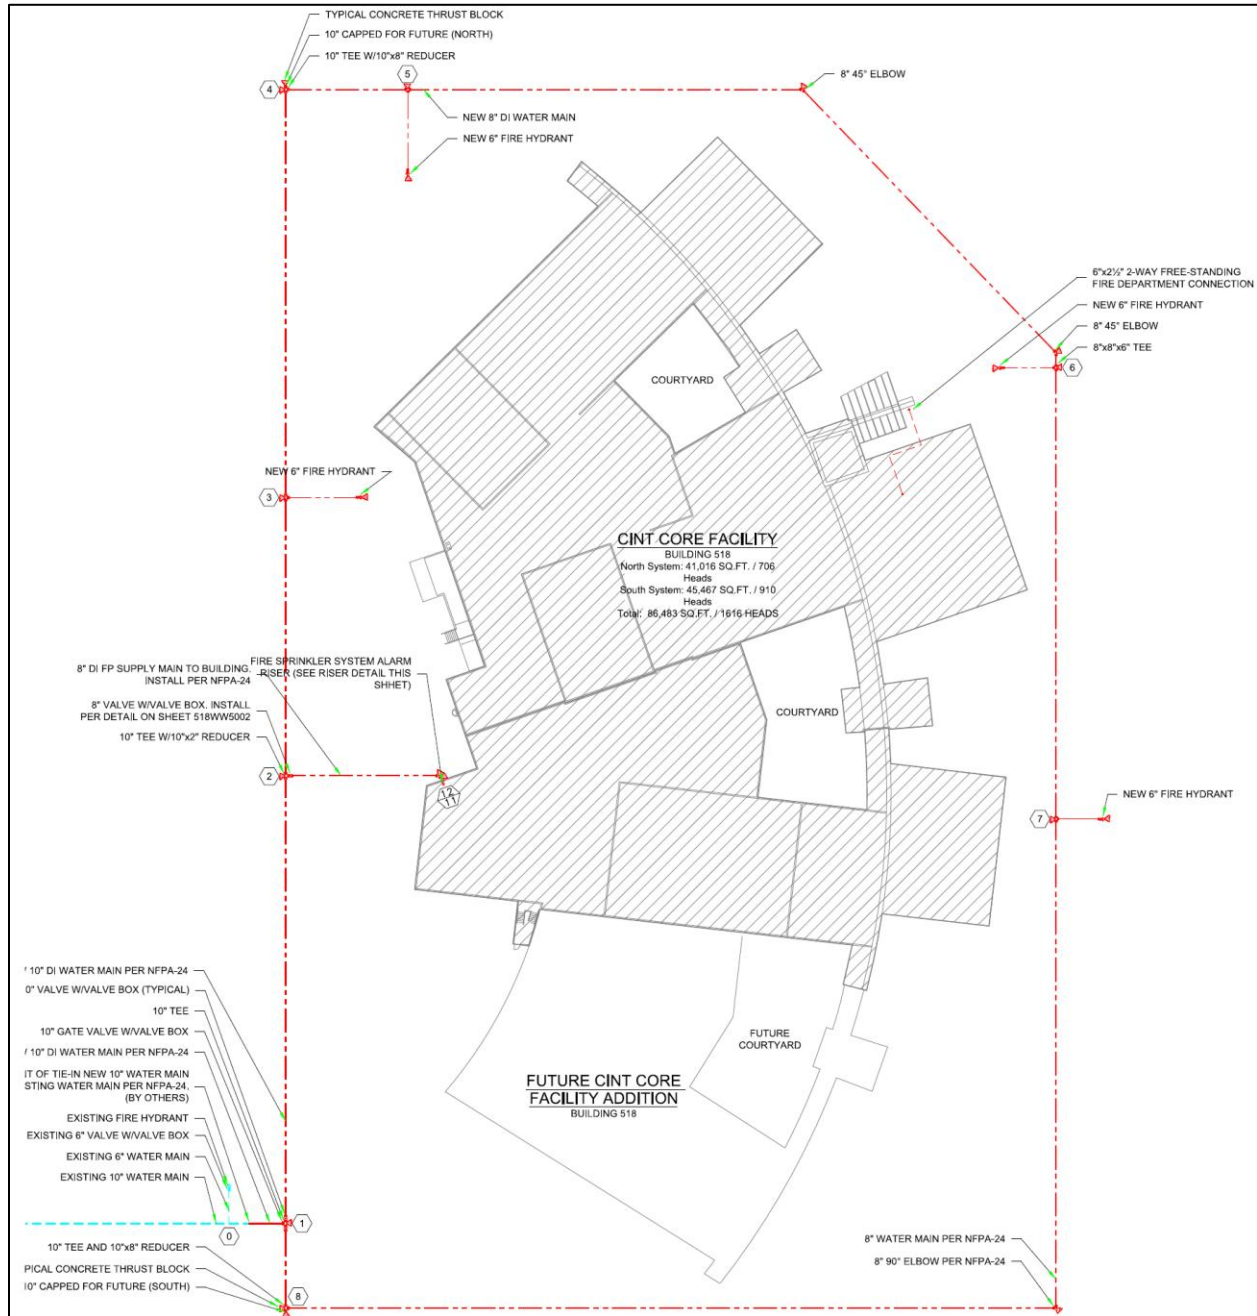 TYPICAL CONCRETE THRUST BLOCK
10" CAPPED FOR FUTURE (NORTH)
10" TEE W/10"x8" REDUCER
4
5
8" 45° ELBOW
NEW 8" DI WATER MAIN
NEW 6" FIRE HYDRANT
6"x2½" 2-WAY FREE-STANDING
FIRE DEPARTMENT CONNECTION
NEW 6" FIRE HYDRANT
8" 45° ELBOW
8"x8"x6" TEE
6
COURTYARD
NEW 6" FIRE HYDRANT
3
CINT CORE FACILITY
BUILDING 518
North System: 41,016 SQ.FT. / 706
Heads
South System: 45,467 SQ.FT. / 910
Heads
Total: 86,483 SQ.FT. / 1616 HEADS
8" DI FP SUPPLY MAIN TO BUILDING.
INSTALL PER NFPA-24
FIRE SPRINKLER SYSTEM ALARM
RISER (SEE RISER DETAIL THIS
SHHET)
8" VALVE W/VALVE BOX. INSTALL
PER DETAIL ON SHEET 518WW5002
10" TEE W/10"x2" REDUCER
2
12
11
COURTYARD
NEW 6" FIRE HYDRANT
7
/ 10" DI WATER MAIN PER NFPA-24
0" VALVE W/VALVE BOX (TYPICAL)
10" TEE
10" GATE VALVE W/VALVE BOX
/ 10" DI WATER MAIN PER NFPA-24
IT OF TIE-IN NEW 10" WATER MAIN
STING WATER MAIN PER NFPA-24.
(BY OTHERS)
EXISTING FIRE HYDRANT
EXISTING 6" VALVE W/VALVE BOX
EXISTING 6" WATER MAIN
EXISTING 10" WATER MAIN
0
1
FUTURE
COURTYARD
FUTURE CINT CORE
FACILITY ADDITION
BUILDING 518
10" TEE AND 10"x8" REDUCER
PICAL CONCRETE THRUST BLOCK
10" CAPPED FOR FUTURE (SOUTH)
8
8" WATER MAIN PER NFPA-24
8" 90° ELBOW PER NFPA-24